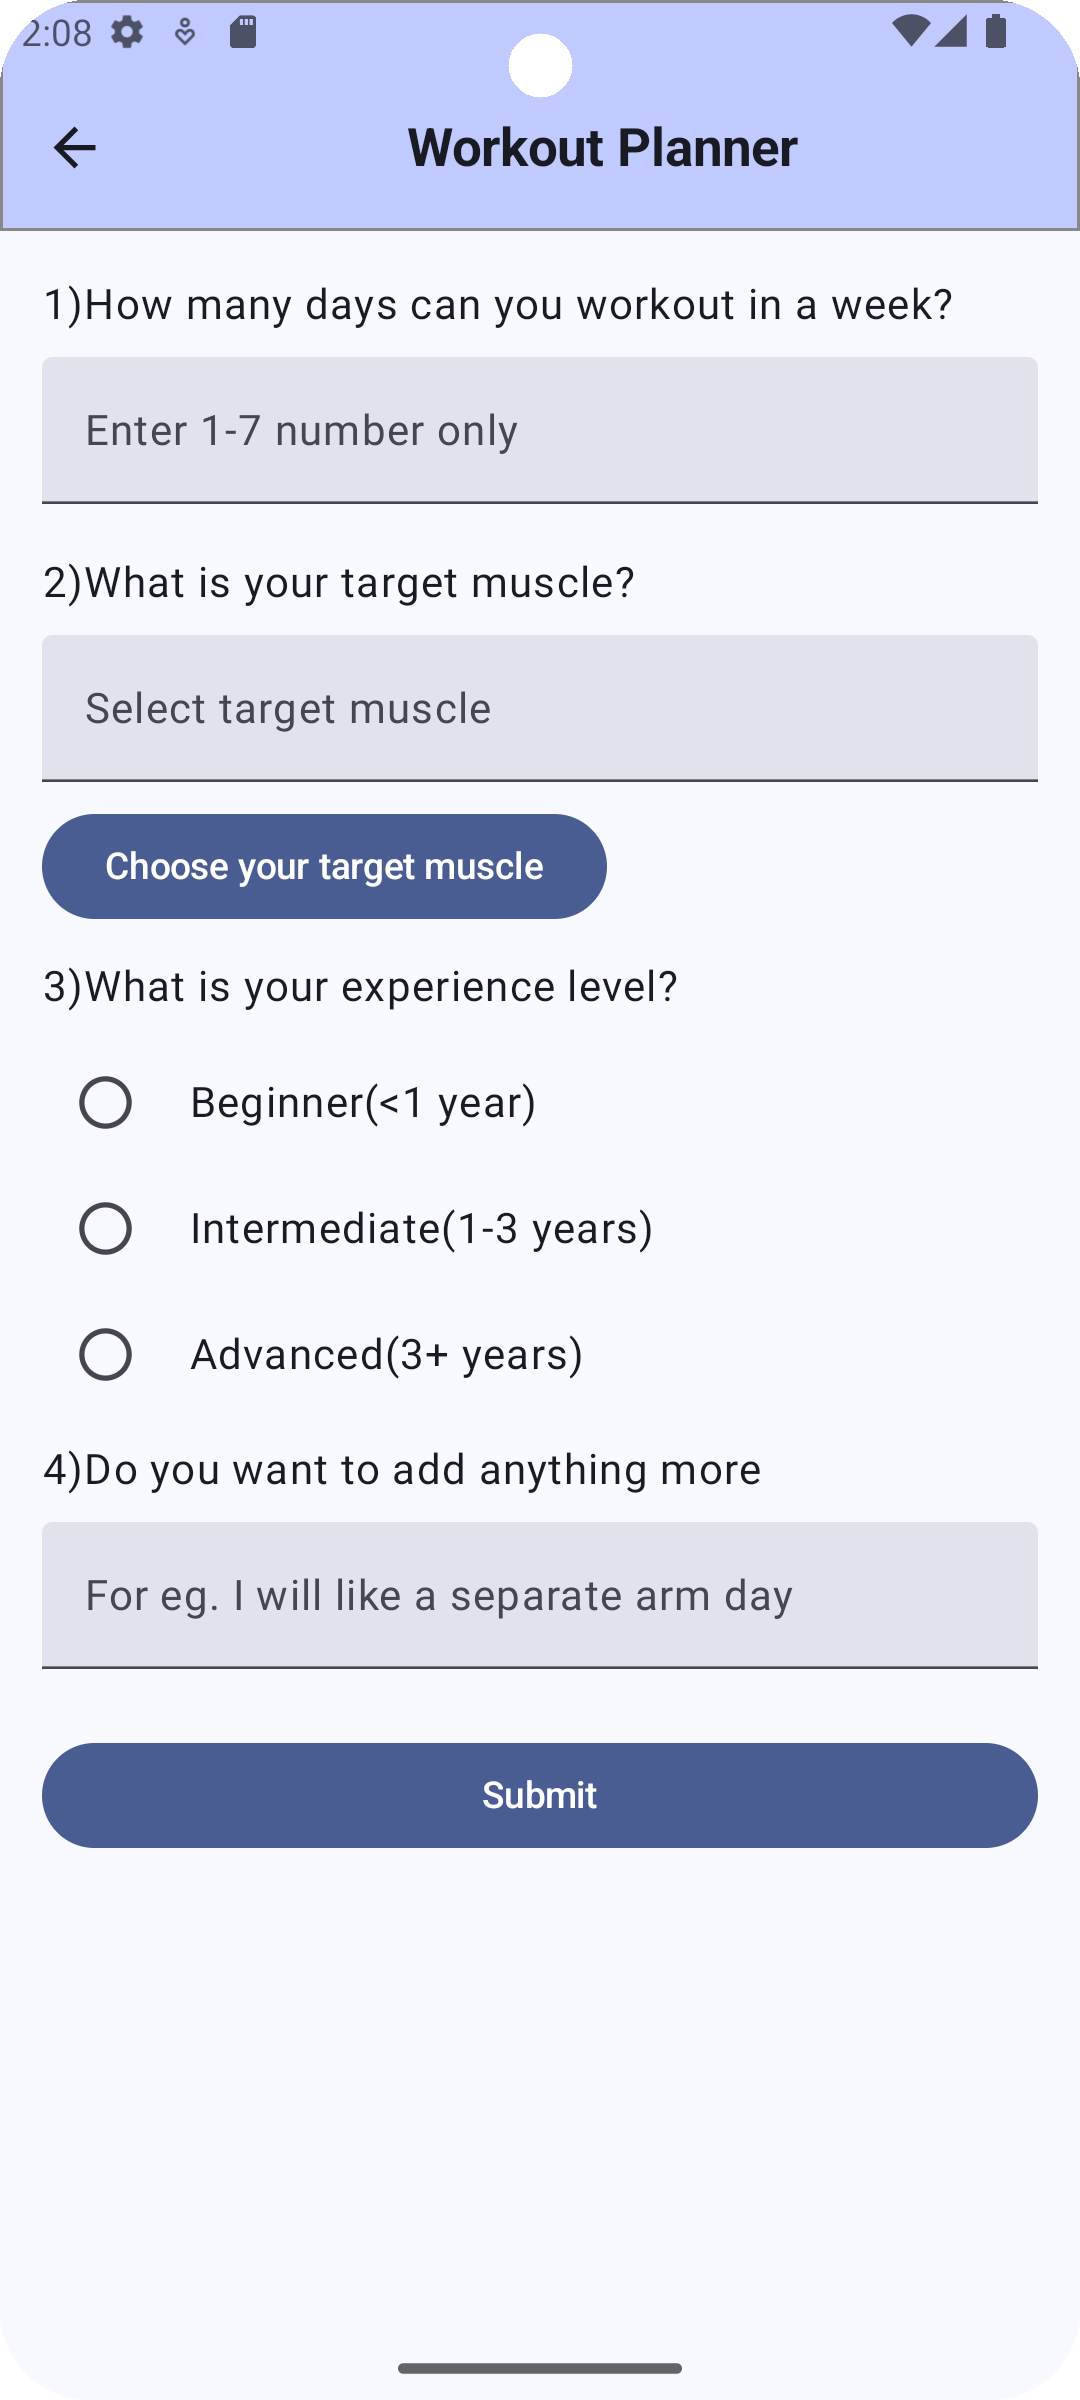 2:08
Workout Planner
1)How many days can you workout in a week?
Enter 1-7 number only
2)What is your target muscle?
Select target muscle
Choose your target muscle
3)What is your experience level?
Beginner(<1 year)
Intermediate(1-3 years)
Advanced(3+ years)
4)Do you want to add anything more
For eg. I will like a separate arm day
Submit